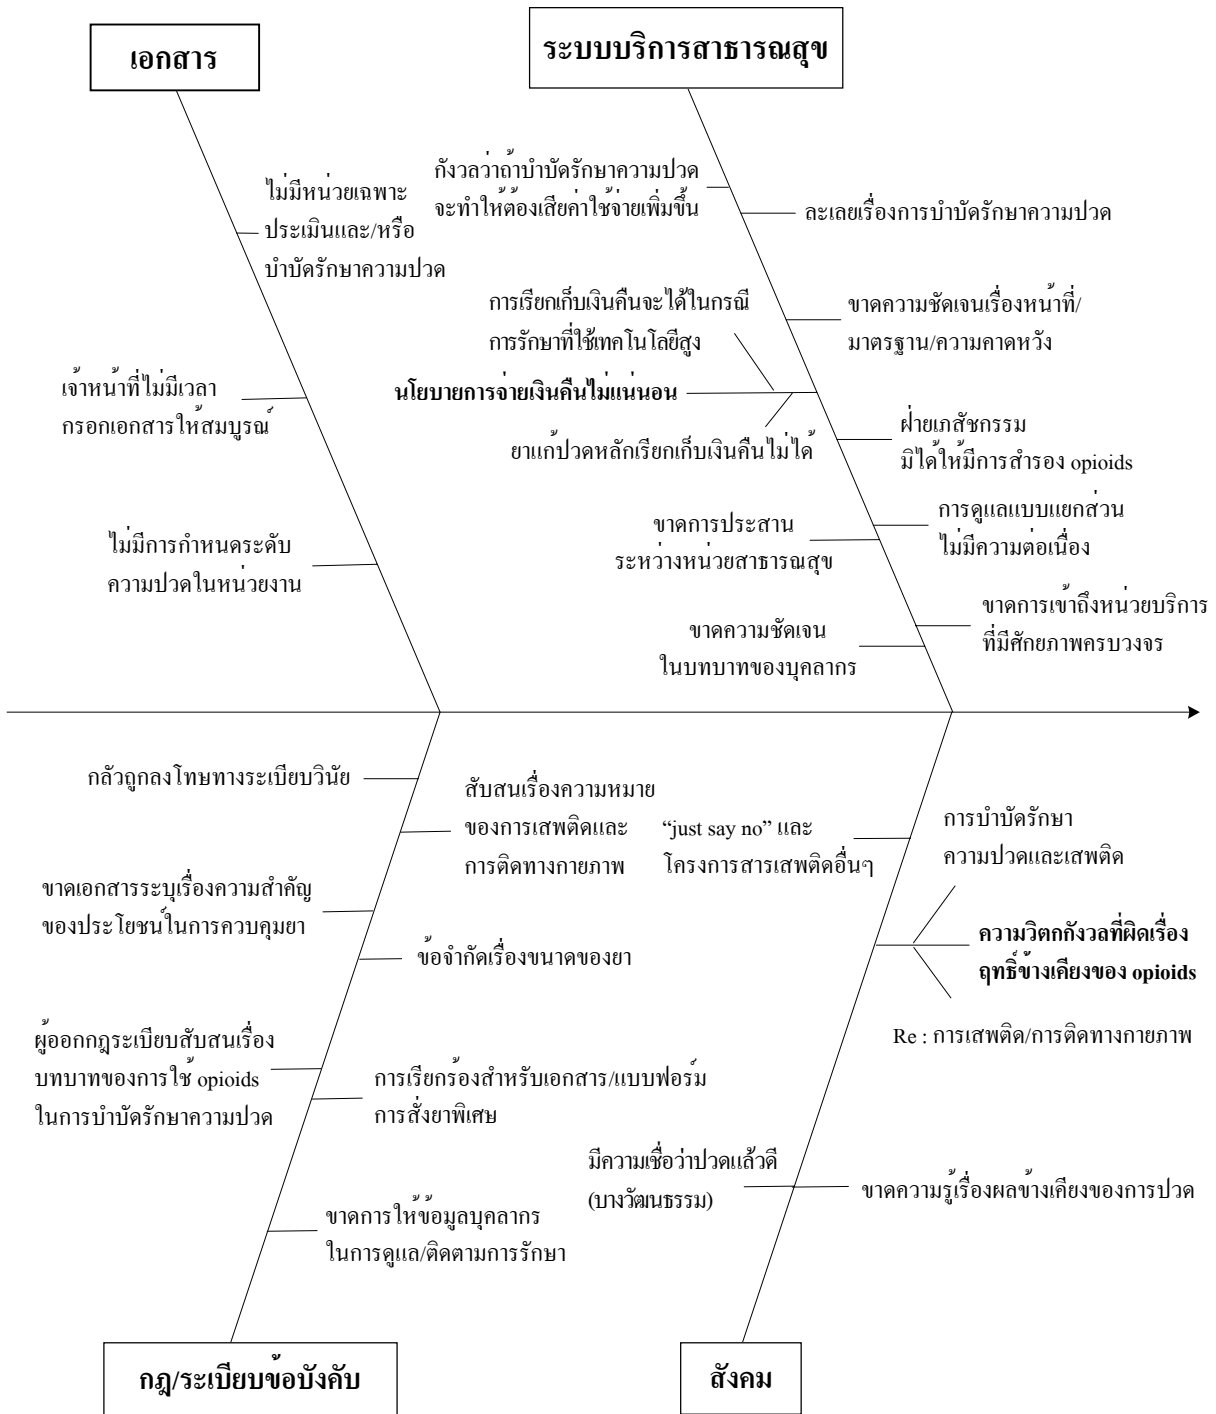 เอกสาร
ระบบบริการสาธารณสุข
ไม่มีหน่วยเฉพาะ
ประเมินและ/หรือ
บำบัดรักษาความปวด
เจ้าหน้าที่ไม่มีเวลา
กรอกเอกสารให้สมบูรณ์
ไม่มีการกำหนดระดับ
ความปวดในหน่วยงาน
กังวลว่าถ้าบำบัดรักษาความปวด
จะทำให้ต้องเสียค่าใช้จ่ายเพิ่มขึ้น
ละเลยเรื่องการบำบัดรักษาความปวด
การเรียกเก็บเงินคืนจะได้ในกรณี
การรักษาที่ใช้เทคโนโลยีสูง
นโยบายการจ่ายเงินคืนไม่แน่นอน
ยาแก้ปวดหลักเรียกเก็บเงินคืนไม่ได้
ขาดความชัดเจนเรื่องหน้าที่/
มาตรฐาน/ความคาดหวัง
ฝ่ายเภสัชกรรม
มิได้ให้มีการสำรอง opioids
ขาดการประสาน
ระหว่างหน่วยสาธารณสุข
การดูแลแบบแยกส่วน
ไม่มีความต่อเนื่อง
ขาดความชัดเจน
ในบทบาทของบุคลากร
ขาดการเข้าถึงหน่วยบริการ
ที่มีศักยภาพครบวงจร
กลัวถูกลงโทษทางระเบียบวินัย
สับสนเรื่องความหมาย
ของการเสพติดและ
การติดทางกายภาพ
ขาดเอกสารระบุเรื่องความสำคัญ
ของประโยชน์ในการควบคุมยา
ข้อจำกัดเรื่องขนาดของยา
ผู้ออกกฎระเบียบสับสนเรื่อง
บทบาทของการใช้ opioids
ในการบำบัดรักษาความปวด
การเรียกร้องสำหรับเอกสาร/แบบฟอร์ม
การสั่งยาพิเศษ
ขาดการให้ข้อมูลบุคลากร
ในการดูแล/ติดตามการรักษา
“just say no” และ
โครงการสารเสพติดอื่นๆ
การบำบัดรักษา
ความปวดและเสพติด
ความวิตกกังวลที่ผิดเรื่อง
ฤทธิ์ข้างเคียงของ opioids
Re : การเสพติด/การติดทางกายภาพ
มีความเชื่อว่าปวดแล้วดี
(บางวัฒนธรรม)
ขาดความรู้เรื่องผลข้างเคียงของการปวด
กฎ/ระเบียบข้อบังคับ
สังคม